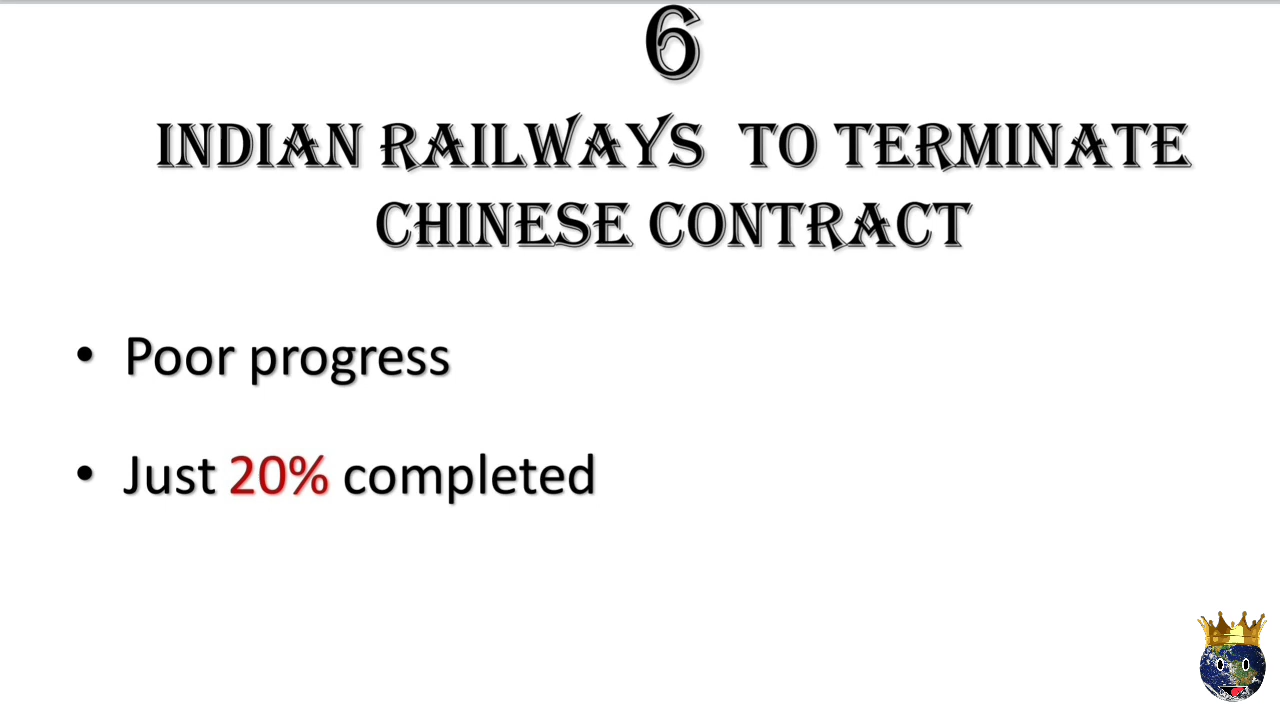 6
INDIAN RAILWAYS TO TERMINATE
CHINESE CONTRACT
• Poor progress
• Just 20% completed